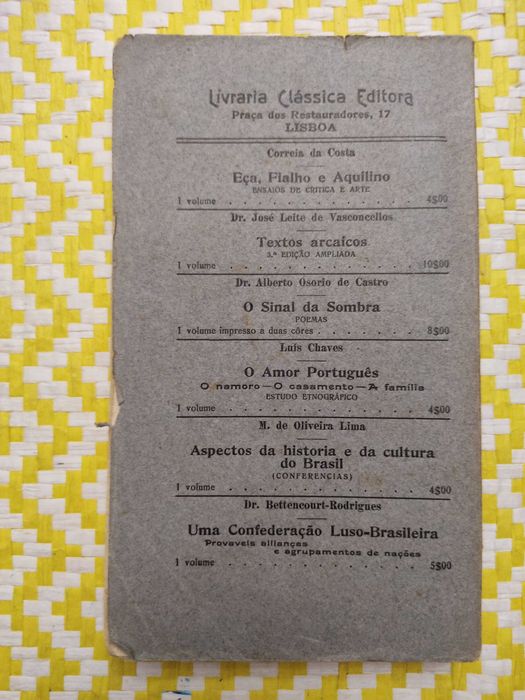 Livraria Clássica Editora
Praça dos Restauradores, 17
LISBOA
Correia da Costa
Eça, Fialho e Aquilino
ENSAIOS DE CRITICA E ARTE
1 volume . . . . . . . . . . . . . 4$00
Dr. José Leite de Vasconcellos
Textos arcaicos
3.ª EDIÇÃO AMPLIADA
1 volume . . . . . . . . . . . . . 10$00
Dr. Alberto Osorio de Castro
O Sinal da Sombra
POEMAS
1 volume impresso a duas côres . . . . . . . 8$00
Luís Chaves
O Amor Português
O namoro — O casamento — A família
ESTUDO ETNOGRÁFICO
1 volume . . . . . . . . . . . . . 4$00
M. de Oliveira Lima
Aspectos da historia e da cultura
do Brasil
(CONFERENCIAS)
1 volume . . . . . . . . . . . . . 4$00
Dr. Bettencourt-Rodrigues
Uma Confederação Luso-Brasileira
Provaveis allianças
e agrupamentos de nações
1 volume . . . . . . . . . . . . . 5$00